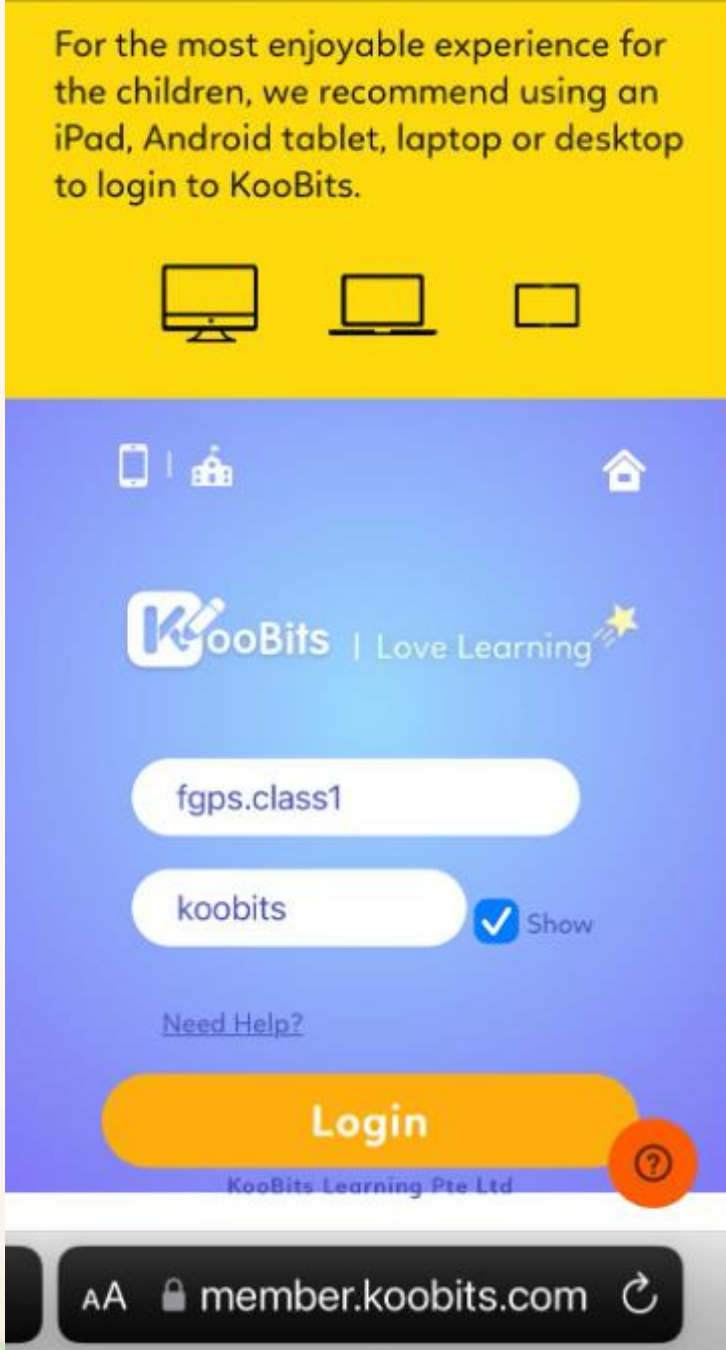 For the most enjoyable experience for
the children, we recommend using an
iPad, Android tablet, laptop or desktop
to login to KooBits.
KooBits | Love Learning
fgps.class1
koobits
Show
Need Help?
Login
?
KooBits Learning Pte Ltd
AA member.koobits.com